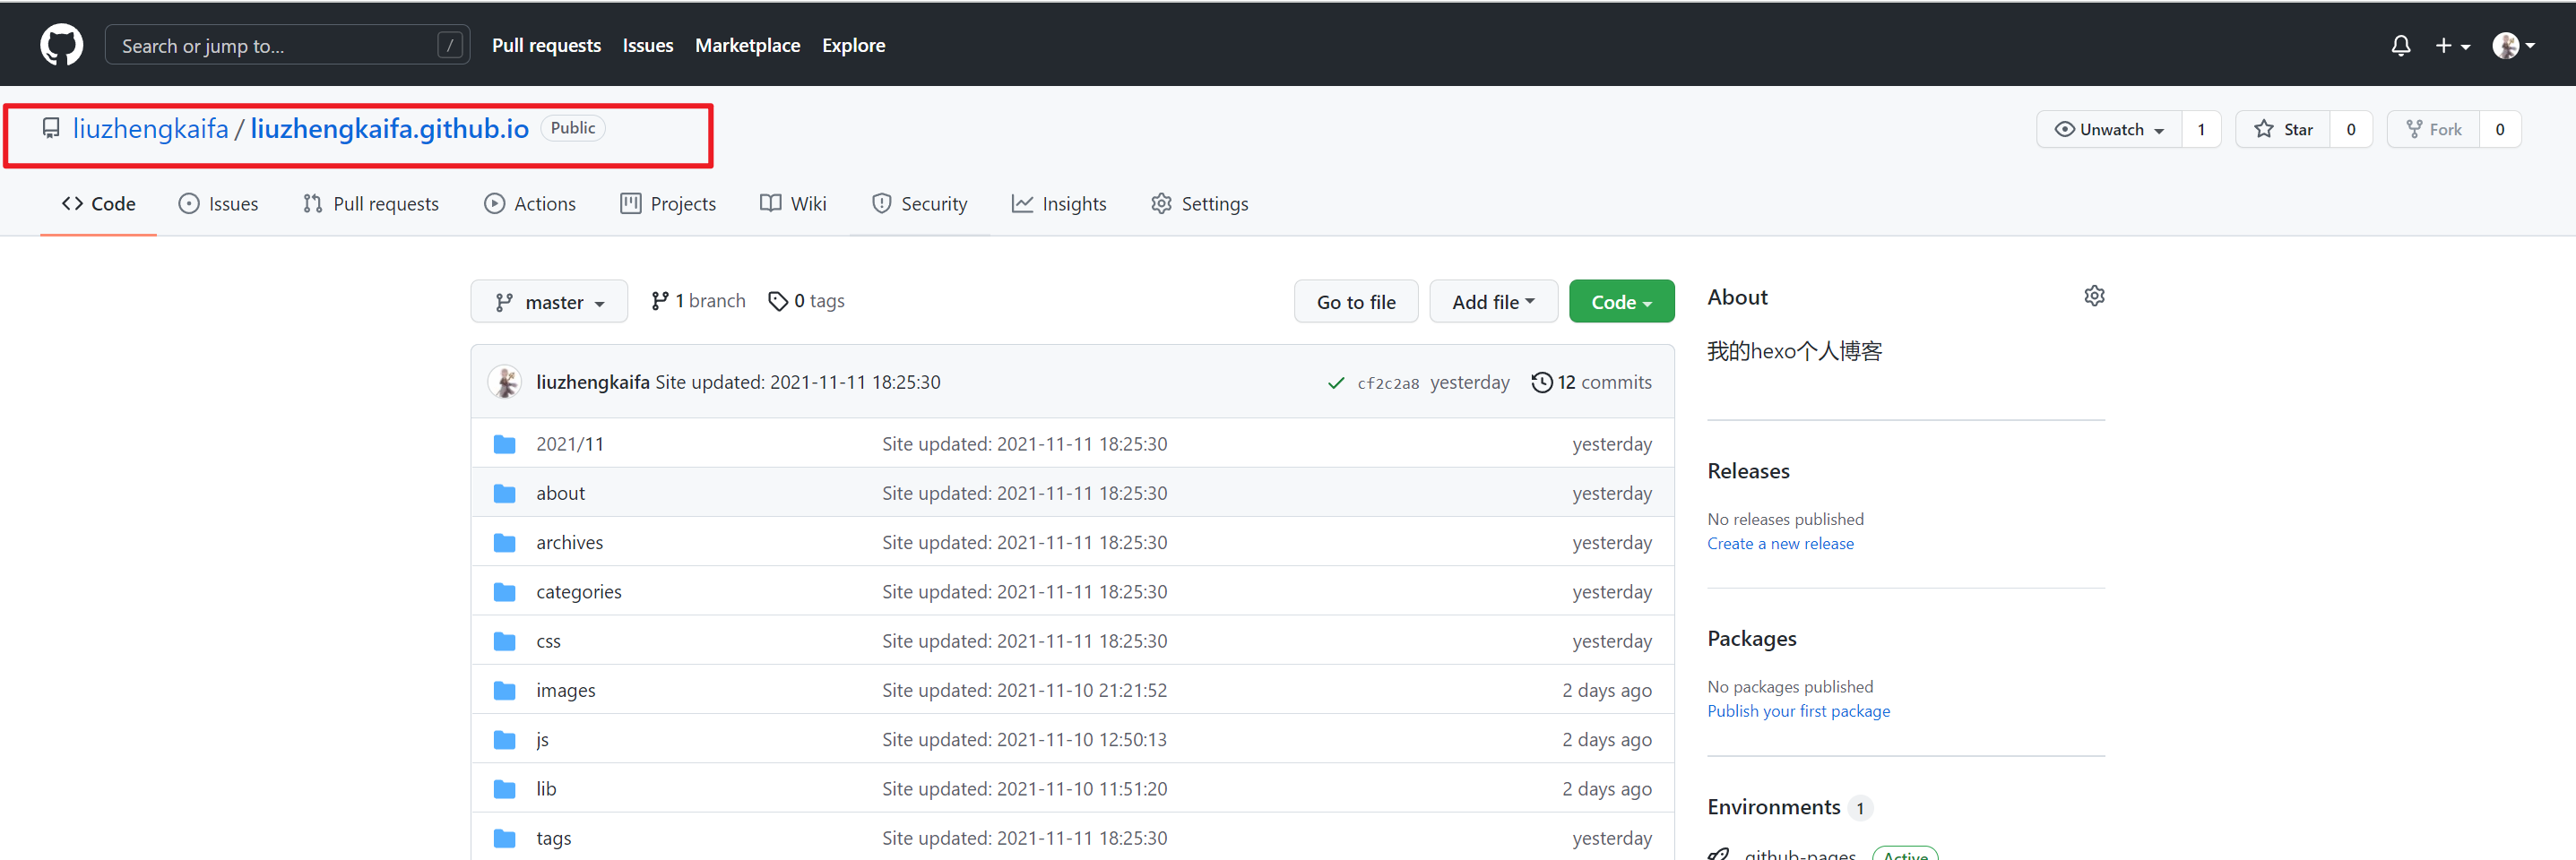 Search or jump to... / Pull requests Issues Marketplace Explore
liuzhengkaifa / liuzhengkaifa.github.io Public Unwatch 1 Star 0 Fork 0
Code Issues Pull requests Actions Projects Wiki Security Insights Settings
master 1 branch 0 tags Go to file Add file Code
About
我的hexo个人博客
liuzhengkaifa Site updated: 2021-11-11 18:25:30 cf2c2a8 yesterday 12 commits
2021/11 Site updated: 2021-11-11 18:25:30 yesterday
about Site updated: 2021-11-11 18:25:30 yesterday
archives Site updated: 2021-11-11 18:25:30 yesterday
categories Site updated: 2021-11-11 18:25:30 yesterday
css Site updated: 2021-11-11 18:25:30 yesterday
images Site updated: 2021-11-10 21:21:52 2 days ago
js Site updated: 2021-11-10 12:50:13 2 days ago
lib Site updated: 2021-11-10 11:51:20 2 days ago
tags Site updated: 2021-11-11 18:25:30 yesterday
Releases
No releases published
Create a new release
Packages
No packages published
Publish your first package
Environments 1
github-pages Active